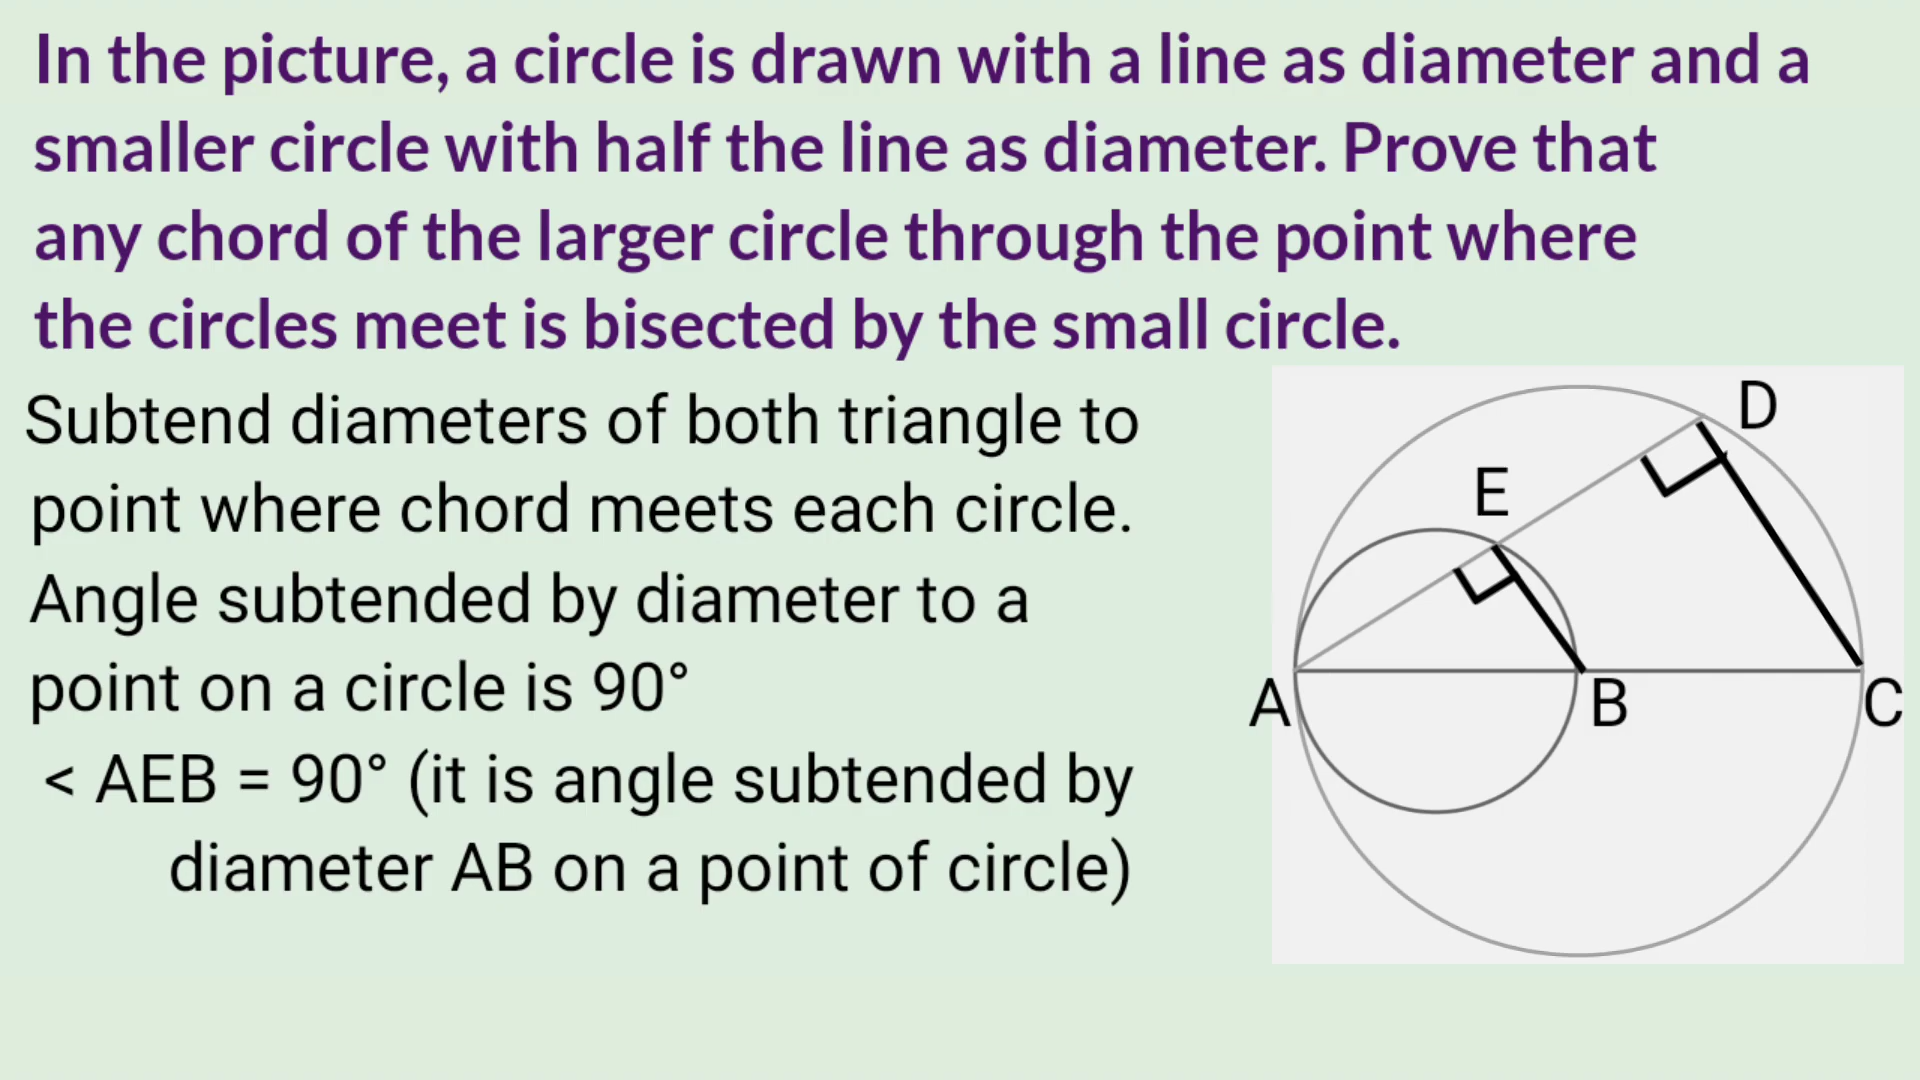 In the picture, a circle is drawn with a line as diameter and a
smaller circle with half the line as diameter. Prove that
any chord of the larger circle through the point where
the circles meet is bisected by the small circle.
Subtend diameters of both triangle to
point where chord meets each circle.
Angle subtended by diameter to a
point on a circle is 90°
< AEB = 90° (it is angle subtended by
diameter AB on a point of circle)
D
E
A
B
C